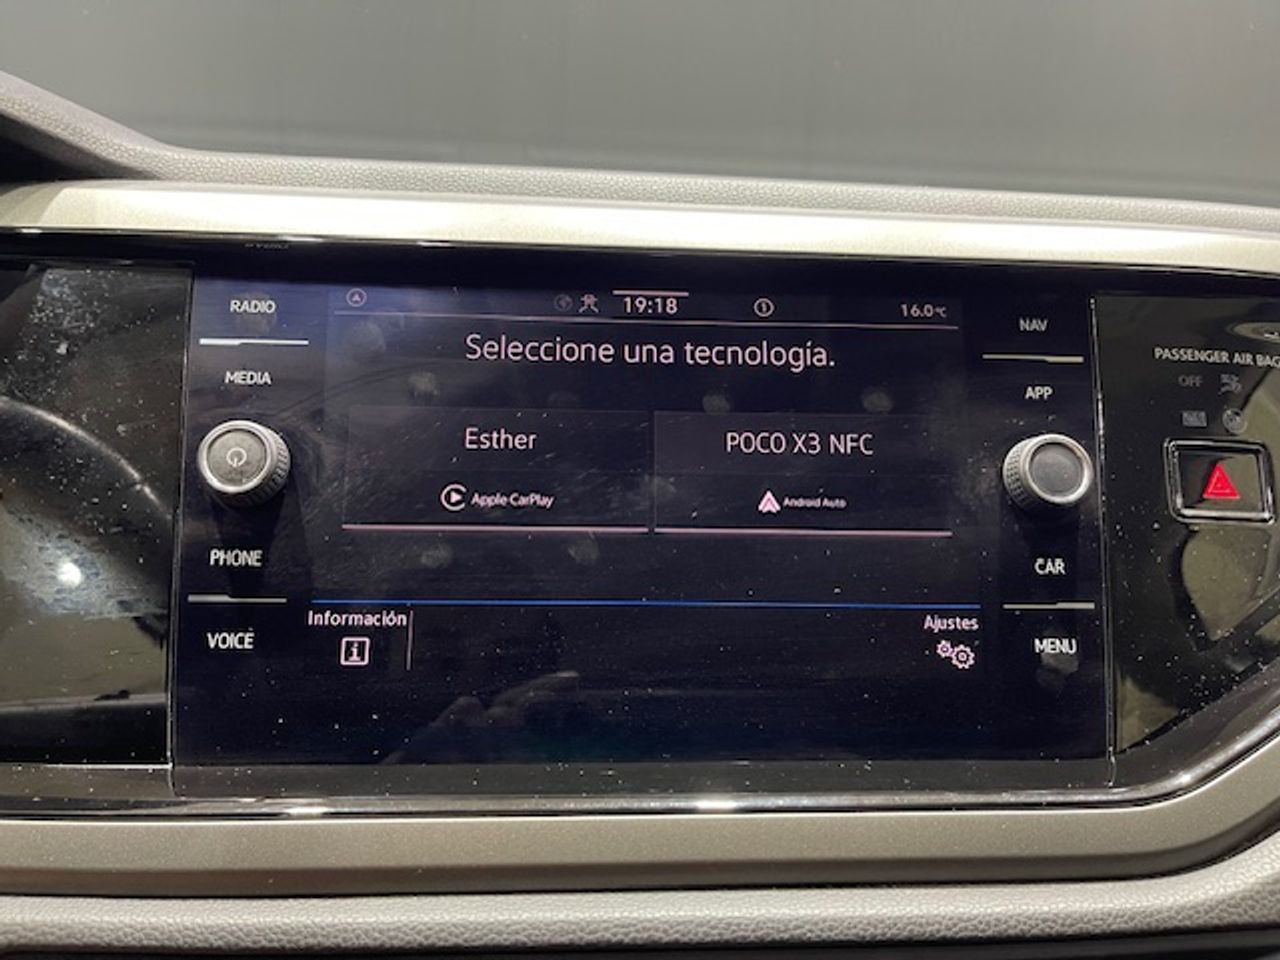 RADIO
MEDIA
PHONE
VOICE
19:18
16.0°C
Seleccione una tecnología.
Esther
Apple CarPlay
POCO X3 NFC
Android Auto
Información
Ajustes
NAV
APP
CAR
MENU
PASSENGER AIR BAG
OFF